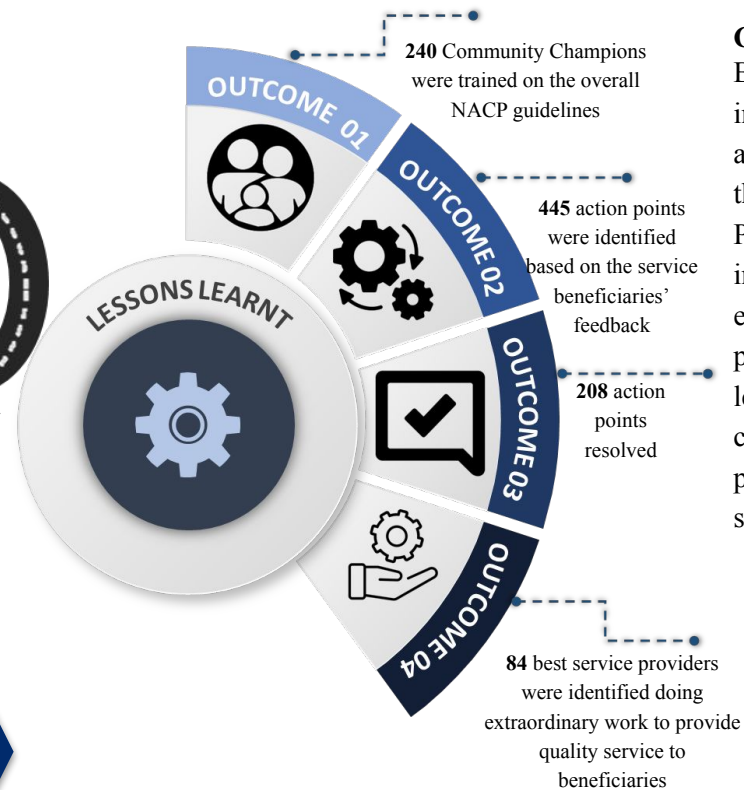 OUTCOME 01
240 Community Champions
were trained on the overall
NACP guidelines
OUTCOME 02
445 action points
were identified
based on the service
beneficiaries'
feedback
LESSONS LEARNT
OUTCOME 03
208 action
points
resolved
OUTCOME 04
84 best service providers
were identified doing
extraordinary work to provide
quality service to
beneficiaries